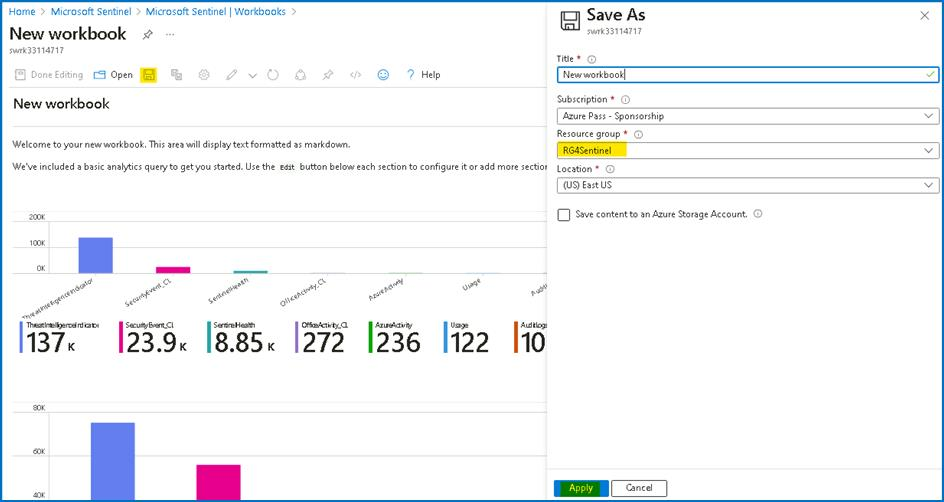 Home > Microsoft Sentinel > Microsoft Sentinel | Workbooks >
New workbook
swrk33114717
Done Editing Open Help
New workbook
Welcome to your new workbook. This area will display text formatted as markdown.
We've included a basic analytics query to get you started. Use the Edit button below each section to configure it or add more section
200K
100K
0K
ThreatIntelligenceIndicator
SecurityEvent_CL
SentinelHealth
OfficeActivity_CL
AzureActivity
Usage
Audit
ThreatIntelligenceIndicator SecurityEvent_CL SentinelHealth OfficeActivity_CL AzureActivity Usage AuditLogs
137 K 23.9 K 8.85 K 272 236 122 10
80K
60K
40K
Save As
swrk33114717
Title *
New workbook
Subscription *
Azure Pass - Sponsorship
Resource group *
RG4Sentinel
Location *
(US) East US
Save content to an Azure Storage Account.
Apply Cancel